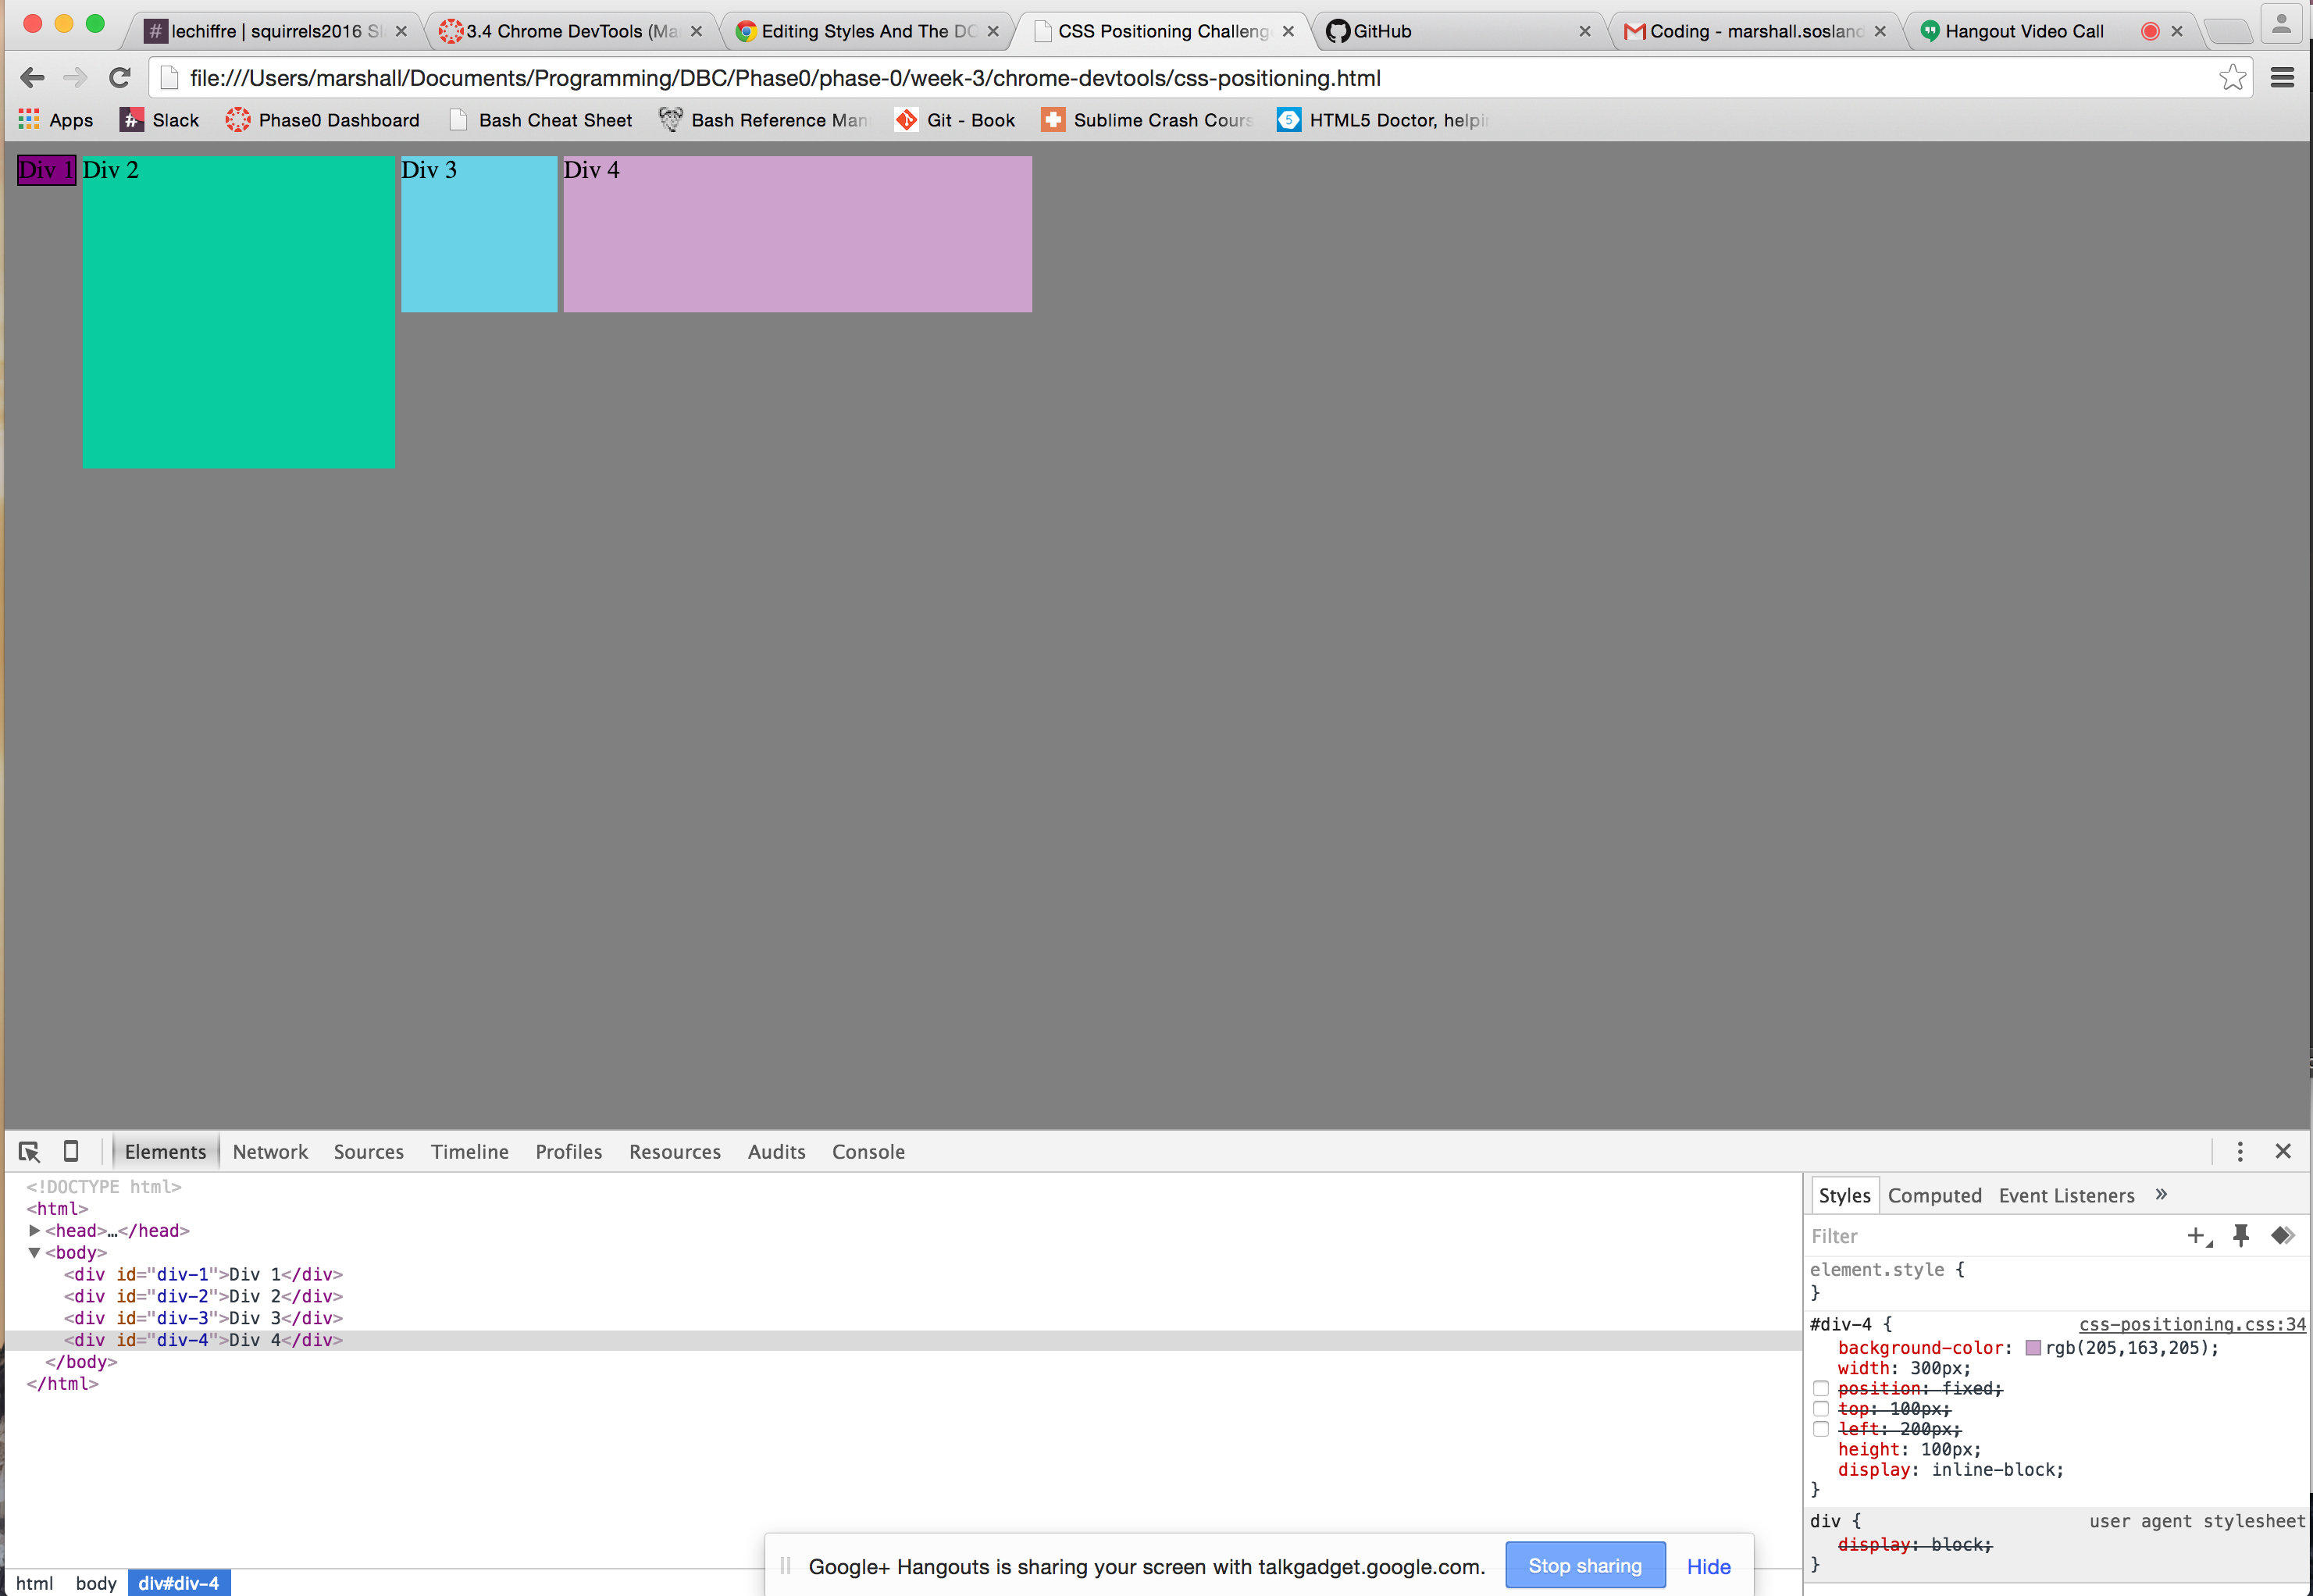 lechiffre | squirrels2016 Sl
3.4 Chrome DevTools (Ma
Editing Styles And The DO
CSS Positioning Challeng
GitHub
Coding - marshall.sosland
Hangout Video Call
file:///Users/marshall/Documents/Programming/DBC/Phase0/phase-0/week-3/chrome-devtools/css-positioning.html
Apps
Slack
Phase0 Dashboard
Bash Cheat Sheet
Bash Reference Man
Git - Book
Sublime Crash Cours
HTML5 Doctor, helpi
Div 1
Div 2
Div 3
Div 4
Elements
Network
Sources
Timeline
Profiles
Resources
Audits
Console
<!DOCTYPE html>
<html>
<head>…</head>
<body>
<div id="div-1">Div 1</div>
<div id="div-2">Div 2</div>
<div id="div-3">Div 3</div>
<div id="div-4">Div 4</div>
</body>
</html>
html
body
div#div-4
Styles
Computed
Event Listeners
»
Filter
element.style {
}
#div-4 {
css-positioning.css:34
background-color: rgb(205,163,205);
width: 300px;
position: fixed;
top: 100px;
left: 200px;
height: 100px;
display: inline-block;
}
div {
user agent stylesheet
display: block;
}
Google+ Hangouts is sharing your screen with talkgadget.google.com.
Stop sharing
Hide